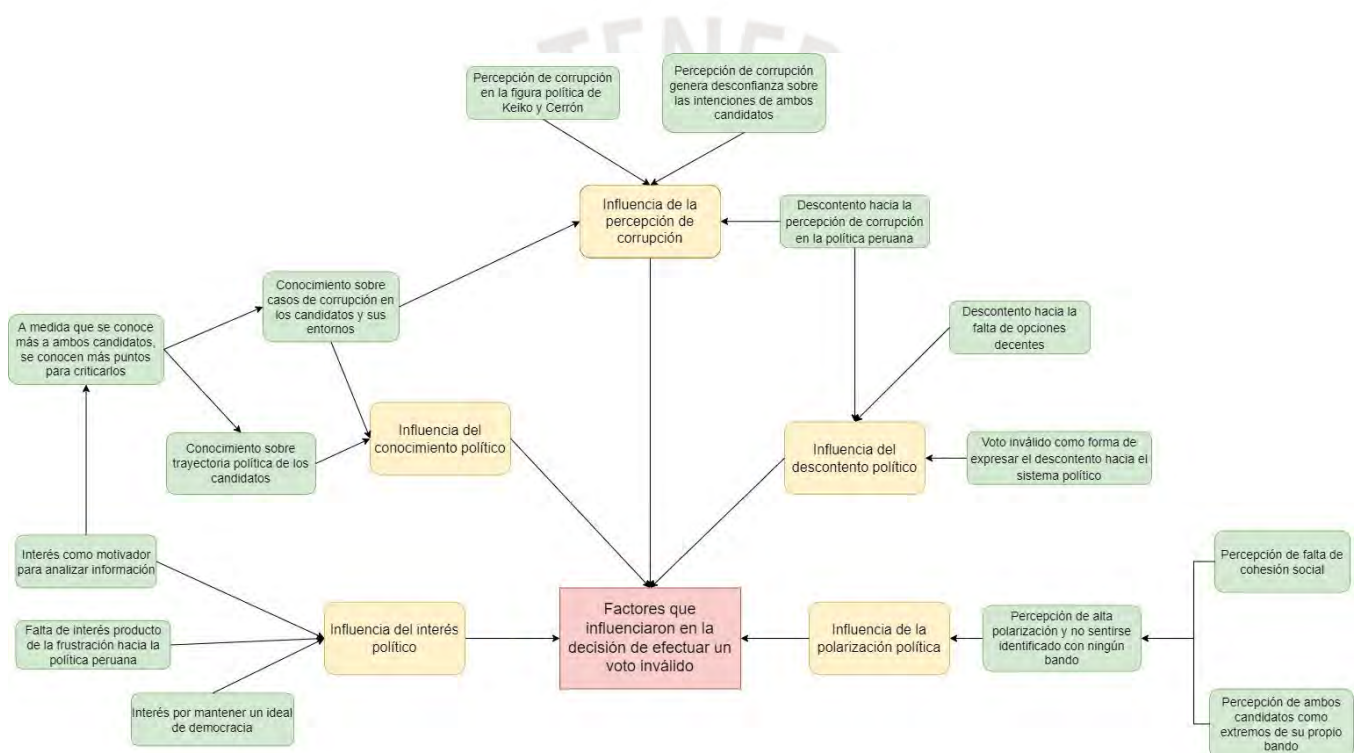 Percepción de corrupción
en la figura política de
Keiko y Cerrón
Percepción de corrupción
genera desconfianza sobre
las intenciones de ambos
candidatos
Influencia de la
percepción de
corrupción
Descontento hacia la
percepción de corrupción
en la política peruana
Conocimiento sobre
casos de corrupción en
los candidatos y sus
entornos
A medida que se conoce
más a ambos candidatos,
se conocen más puntos
para criticarlos
Descontento hacia la
falta de opciones
decentes
Influencia del
conocimiento político
Conocimiento sobre
trayectoria política de los
candidatos
Influencia del
descontento político
Voto inválido como forma de
expresar el descontento hacia el
sistema político
Interés como motivador
para analizar información
Percepción de falta de
cohesión social
Falta de interés producto
de la frustración hacia la
política peruana
Influencia del interés
político
Factores que
influenciaron en la
decisión de efectuar un
voto inválido
Influencia de la
polarización política
Percepción de alta
polarización y no sentirse
identificado con ningún
bando
Interés por mantener un ideal
de democracia
Percepción de ambos
candidatos como
extremos de su propio
bando